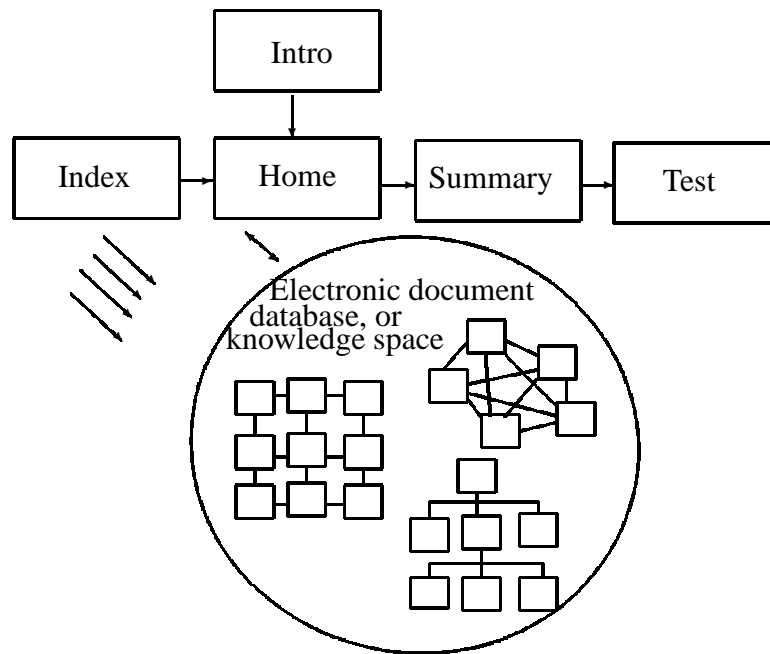 Intro
Index
Home
Summary
Test
Electronic document
database, or
knowledge space